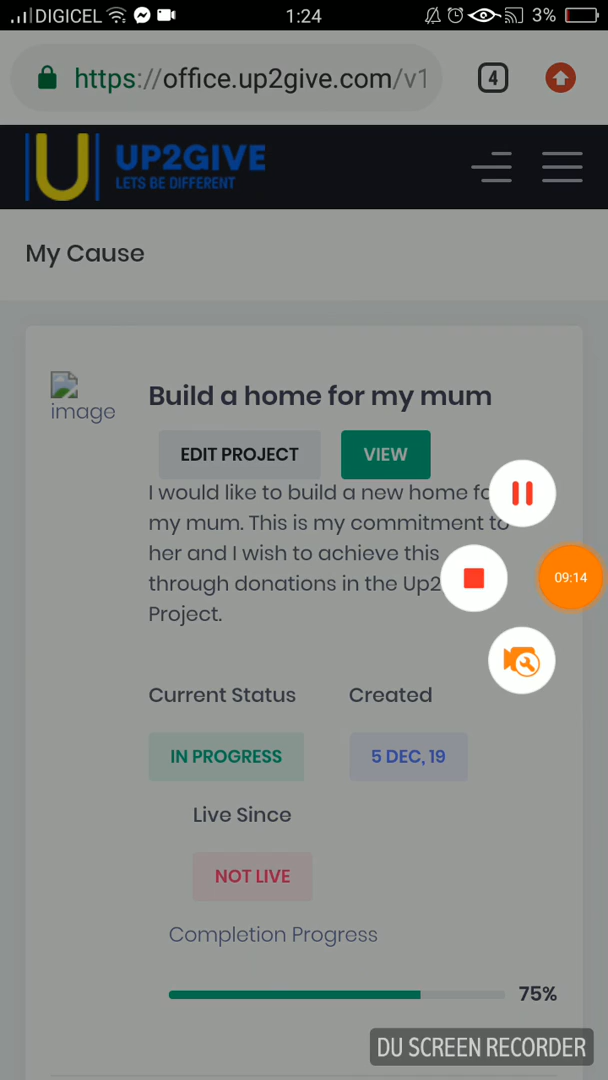 DIGICEL 1:24 3%
https://office.up2give.com/v1 4
U UP2GIVE
LETS BE DIFFERENT
My Cause
image
Build a home for my mum
EDIT PROJECT VIEW
I would like to build a new home fo
my mum. This is my commitment to
her and I wish to achieve this
through donations in the Up2
Project.
09:14
Current Status Created
IN PROGRESS 5 DEC, 19
Live Since
NOT LIVE
Completion Progress
75%
DU SCREEN RECORDER